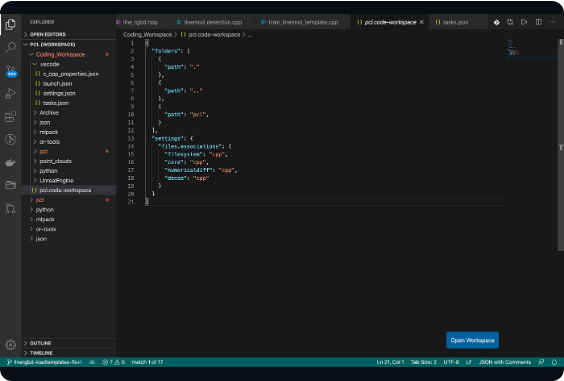 EXPLORER
line_rgbd.hpp
linemod_detection.cpp
train_linemod_template.cpp
pcl.code-workspace
tasks.json
OPEN EDITORS
PCL (WORKSPACE)
Coding_Workspace
.vscode
c_cpp_properties.json
launch.json
settings.json
tasks.json
Archive
json
mlpack
or-tools
pcl
point_clouds
python
UnrealEngine
pcl.code-workspace
pcl
python
mlpack
or-tools
json
OUTLINE
TIMELINE
Coding_Workspace > pcl.code-workspace > ...
1 {
2 "folders": [
3 {
4 "path": "."
5 },
6 {
7 "path": ".."
8 },
9 {
10 "path": "pcl",
11 }
12 ],
13 "settings": {
14 "files.associations": {
15 "filesystem": "cpp",
16 "core": "cpp",
17 "numericaldiff": "cpp",
18 "dense": "cpp"
19 }
20 }
21 }
Open Workspace
linergbd-loadtemplates-fix+!
7 0
match 1 of 17
Ln 21, Col 1
Tab Size: 2
UTF-8
LF
JSON with Comments